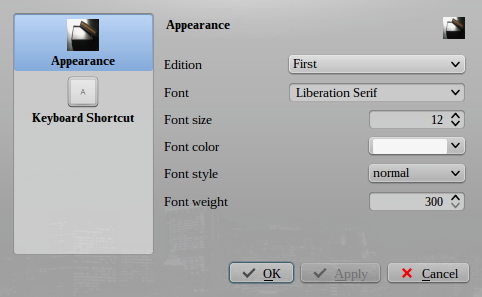 Appearance
A
Keyboard Shortcut
Appearance
Edition First
Font Liberation Serif
Font size 12
Font color
Font style normal
Font weight 300
OK Apply Cancel